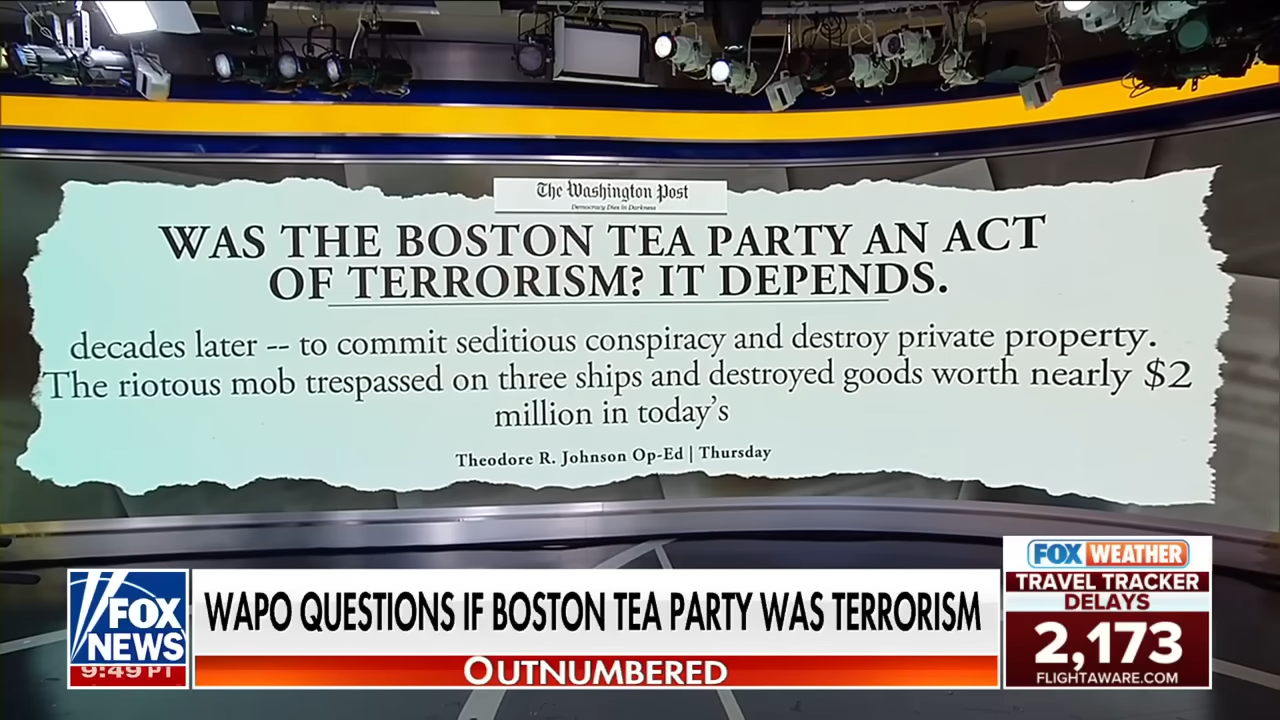 The Washington Post
Democracy Dies in Darkness
WAS THE BOSTON TEA PARTY AN ACT
OF TERRORISM? IT DEPENDS.
decades later -- to commit seditious conspiracy and destroy private property.
The riotous mob trespassed on three ships and destroyed goods worth nearly $2
million in today's
Theodore R. Johnson Op-Ed | Thursday
FOX WEATHER
TRAVEL TRACKER
DELAYS
2,173
FLIGHTAWARE.COM
FOX
NEWS
9:49 PT
WAPO QUESTIONS IF BOSTON TEA PARTY WAS TERRORISM
OUTNUMBERED